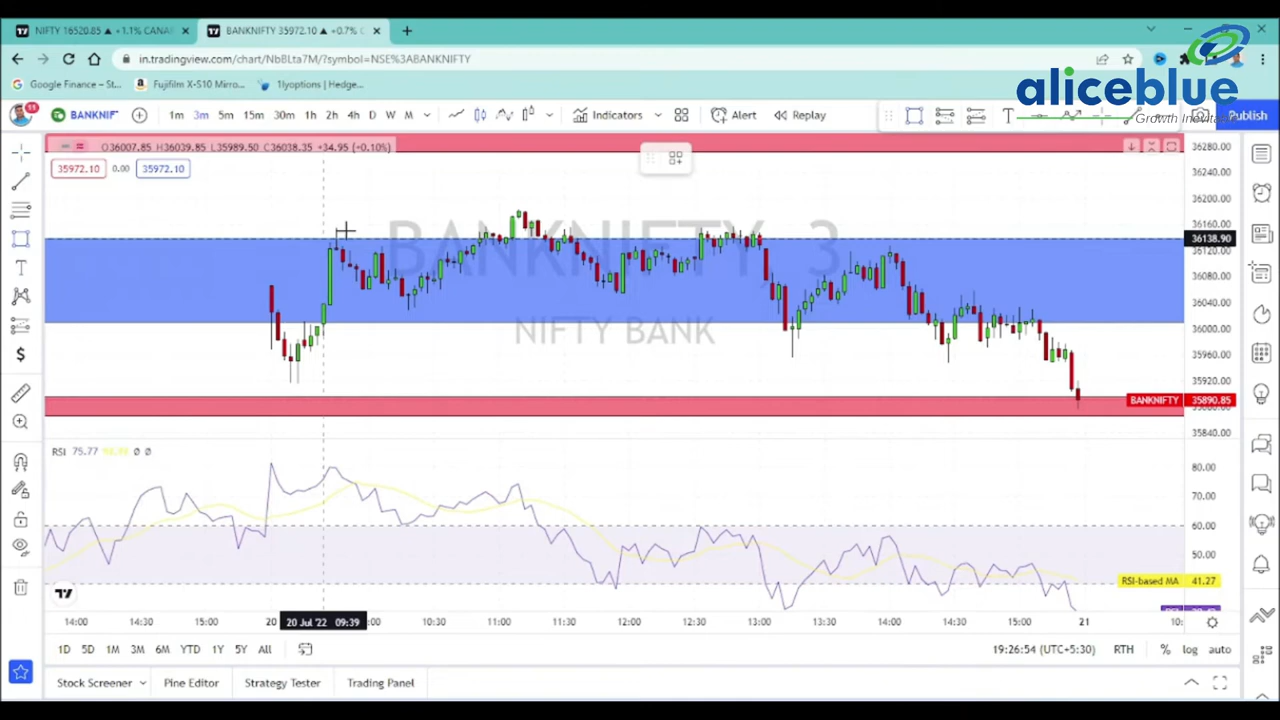 NIFTY 16520.85 ▲ +1.1% CANA
BANKNIFTY 35972.10 ▲ +0.7% C
in.tradingview.com/chart/NbBLta7M/?symbol=NSE%3ABANKNIFTY
Google Finance – St...
Fujifilm X-S10 Mirro...
1lyoptions | Hedge...
aliceblue
Growth Inevita
11
BANKNIF
1m 3m 5m 15m 30m 1h 2h 4h D W M
Indicators
Alert
Replay
T
Publish
O36007.85 H36039.85 L35989.50 C36038.35 +34.95 (+0.10%)
35972.10 0.00 35972.10
BANKNIFTY, 3
NIFTY BANK
36280.00
36240.00
36200.00
36160.00
36138.90
36120.00
36080.00
36040.00
36000.00
35960.00
35920.00
BANKNIFTY 35890.85
35840.00
RSI 75.77 ∅ ∅
80.00
70.00
60.00
50.00
RSI-based MA 41.27
14:00 14:30 15:00 20 20 Jul '22 09:39 :00 10:30 11:00 11:30 12:00 12:30 13:00 13:30 14:00 14:30 15:00 21 10:
1D 5D 1M 3M 6M YTD 1Y 5Y All
19:26:54 (UTC+5:30) RTH % log auto
Stock Screener Pine Editor Strategy Tester Trading Panel